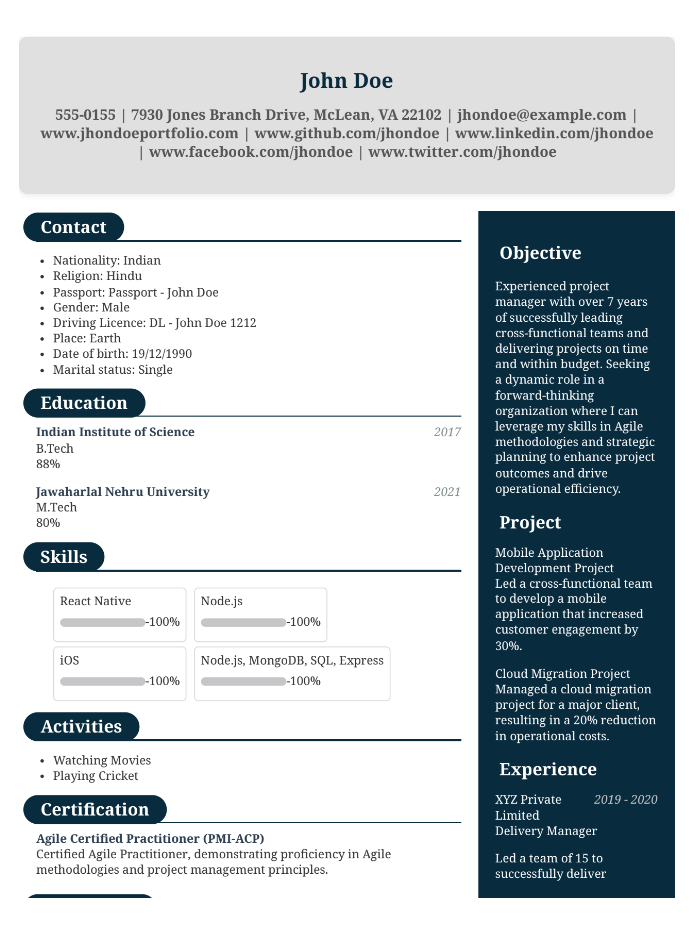 John Doe
555-0155 | 7930 Jones Branch Drive, McLean, VA 22102 | jhondoe@example.com |
www.jhondoeportfolio.com | www.github.com/jhondoe | www.linkedin.com/jhondoe
| www.facebook.com/jhondoe | www.twitter.com/jhondoe
Contact
• Nationality: Indian
• Religion: Hindu
• Passport: Passport - John Doe
• Gender: Male
• Driving Licence: DL - John Doe 1212
• Place: Earth
• Date of birth: 19/12/1990
• Marital status: Single
Education
Indian Institute of Science 2017
B.Tech
88%
Jawaharlal Nehru University 2021
M.Tech
80%
Skills
React Native
-100%
Node.js
-100%
iOS
-100%
Node.js, MongoDB, SQL, Express
-100%
Activities
• Watching Movies
• Playing Cricket
Certification
Agile Certified Practitioner (PMI-ACP)
Certified Agile Practitioner, demonstrating proficiency in Agile
methodologies and project management principles.
Objective
Experienced project
manager with over 7 years
of successfully leading
cross-functional teams and
delivering projects on time
and within budget. Seeking
a dynamic role in a
forward-thinking
organization where I can
leverage my skills in Agile
methodologies and strategic
planning to enhance project
outcomes and drive
operational efficiency.
Project
Mobile Application
Development Project
Led a cross-functional team
to develop a mobile
application that increased
customer engagement by
30%.
Cloud Migration Project
Managed a cloud migration
project for a major client,
resulting in a 20% reduction
in operational costs.
Experience
XYZ Private 2019 - 2020
Limited
Delivery Manager
Led a team of 15 to
successfully deliver